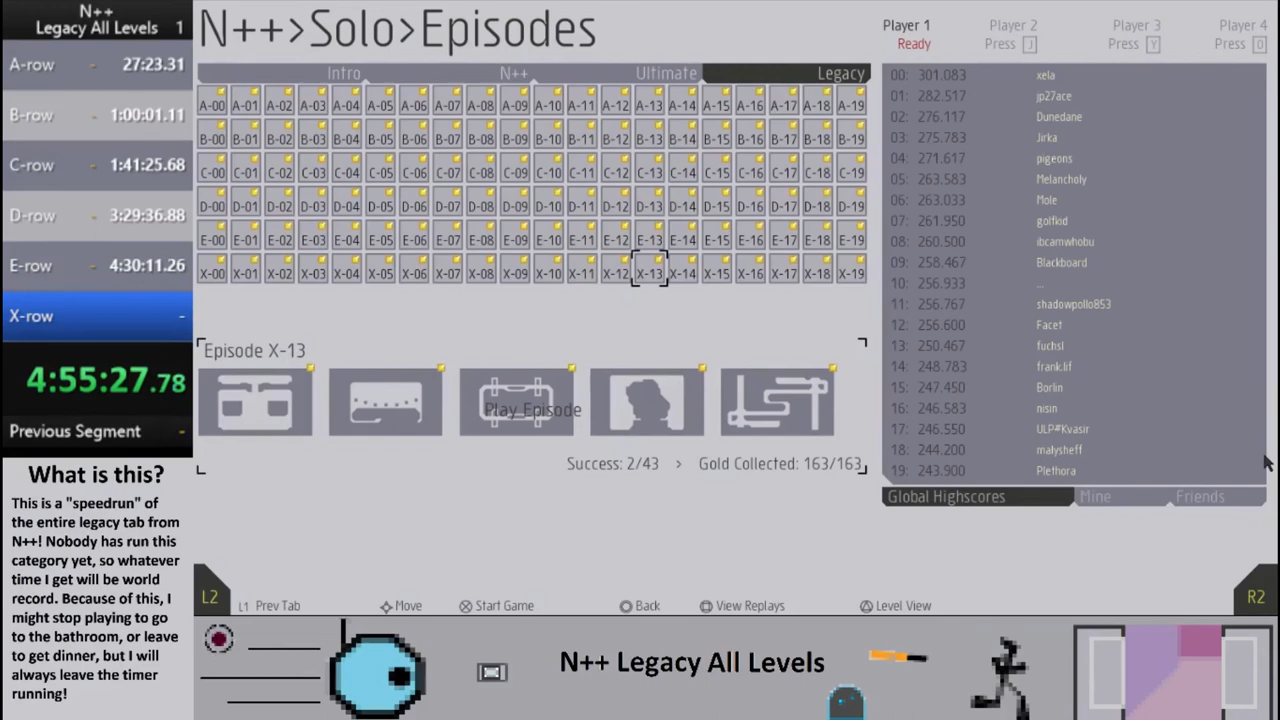 N++
Legacy All Levels 1
A-row - 27:23.31
B-row - 1:00:01.11
C-row - 1:41:25.68
D-row - 3:29:36.88
E-row - 4:30:11.26
X-row -
4:55:27.78
Previous Segment -
What is this?
This is a "speedrun" of
the entire legacy tab from
N++! Nobody has run this
category yet, so whatever
time I get will be world
record. Because of this, I
might stop playing to go
to the bathroom, or leave
to get dinner, but I will
always leave the timer
running!
N++>Solo>Episodes
Intro N++ Ultimate Legacy
A-00 A-01 A-02 A-03 A-04 A-05 A-06 A-07 A-08 A-09 A-10 A-11 A-12 A-13 A-14 A-15 A-16 A-17 A-18 A-19
B-00 B-01 B-02 B-03 B-04 B-05 B-06 B-07 B-08 B-09 B-10 B-11 B-12 B-13 B-14 B-15 B-16 B-17 B-18 B-19
C-00 C-01 C-02 C-03 C-04 C-05 C-06 C-07 C-08 C-09 C-10 C-11 C-12 C-13 C-14 C-15 C-16 C-17 C-18 C-19
D-00 D-01 D-02 D-03 D-04 D-05 D-06 D-07 D-08 D-09 D-10 D-11 D-12 D-13 D-14 D-15 D-16 D-17 D-18 D-19
E-00 E-01 E-02 E-03 E-04 E-05 E-06 E-07 E-08 E-09 E-10 E-11 E-12 E-13 E-14 E-15 E-16 E-17 E-18 E-19
X-00 X-01 X-02 X-03 X-04 X-05 X-06 X-07 X-08 X-09 X-10 X-11 X-12 X-13 X-14 X-15 X-16 X-17 X-18 X-19
Episode X-13
Play Episode
Success: 2/43 > Gold Collected: 163/163
Player 1 Player 2 Player 3 Player 4
Ready Press J Press Y Press 0
00: 301.083 xela
01: 282.517 jp27ace
02: 276.117 Dunedane
03: 275.783 Jirka
04: 271.617 pigeons
05: 263.583 Melancholy
06: 263.033 Mole
07: 261.950 golfkid
08: 260.500 ibcamwhobu
09: 258.467 Blackboard
10: 256.933 ...
11: 256.767 shadowpollo853
12: 256.600 Facet
13: 250.467 fuchsl
14: 248.783 frank.lif
15: 247.450 Borlin
16: 246.583 nisin
17: 246.550 ULP#Kvasir
18: 244.200 malysheff
19: 243.900 Plethora
Global Highscores Mine Friends
L2 L1 Prev Tab Move Start Game Back View Replays Level View R2
N++ Legacy All Levels